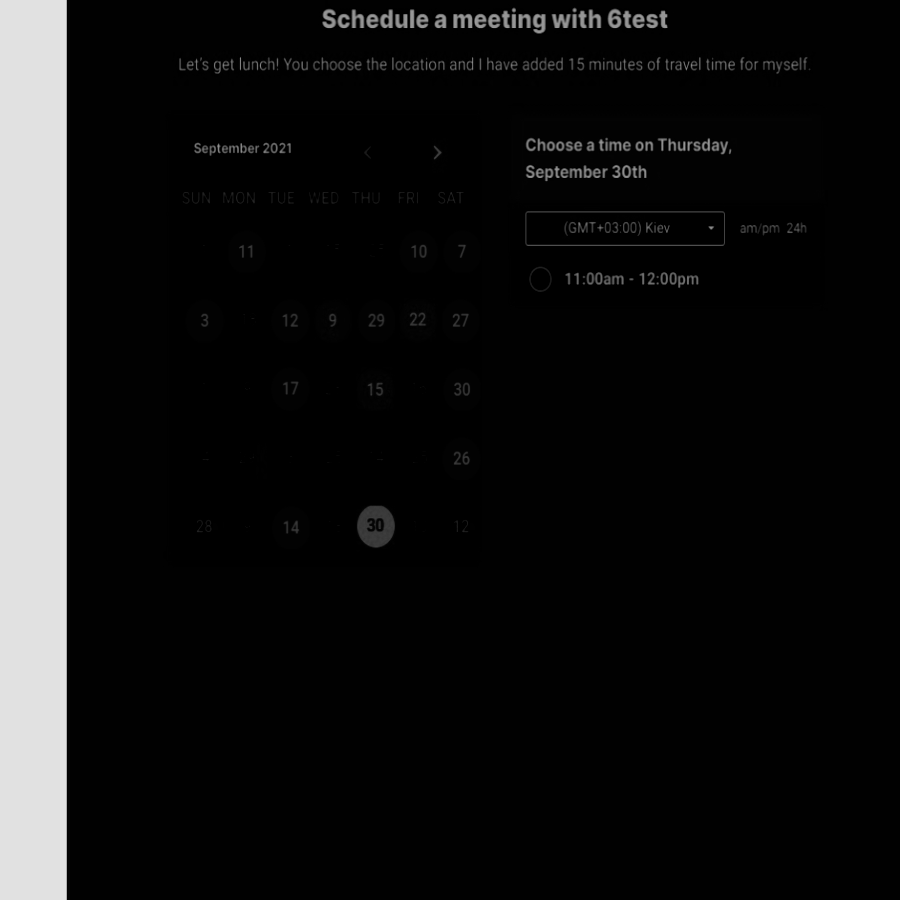 Schedule a meeting with 6test
Let's get lunch! You choose the location and I have added 15 minutes of travel time for myself.
September 2021
SUN MON TUE WED THU FRI SAT
11 10 7
3 12 9 29 22 27
17 15 30
26
28 14 30 12
Choose a time on Thursday,
September 30th
(GMT+03:00) Kiev am/pm 24h
11:00am - 12:00pm